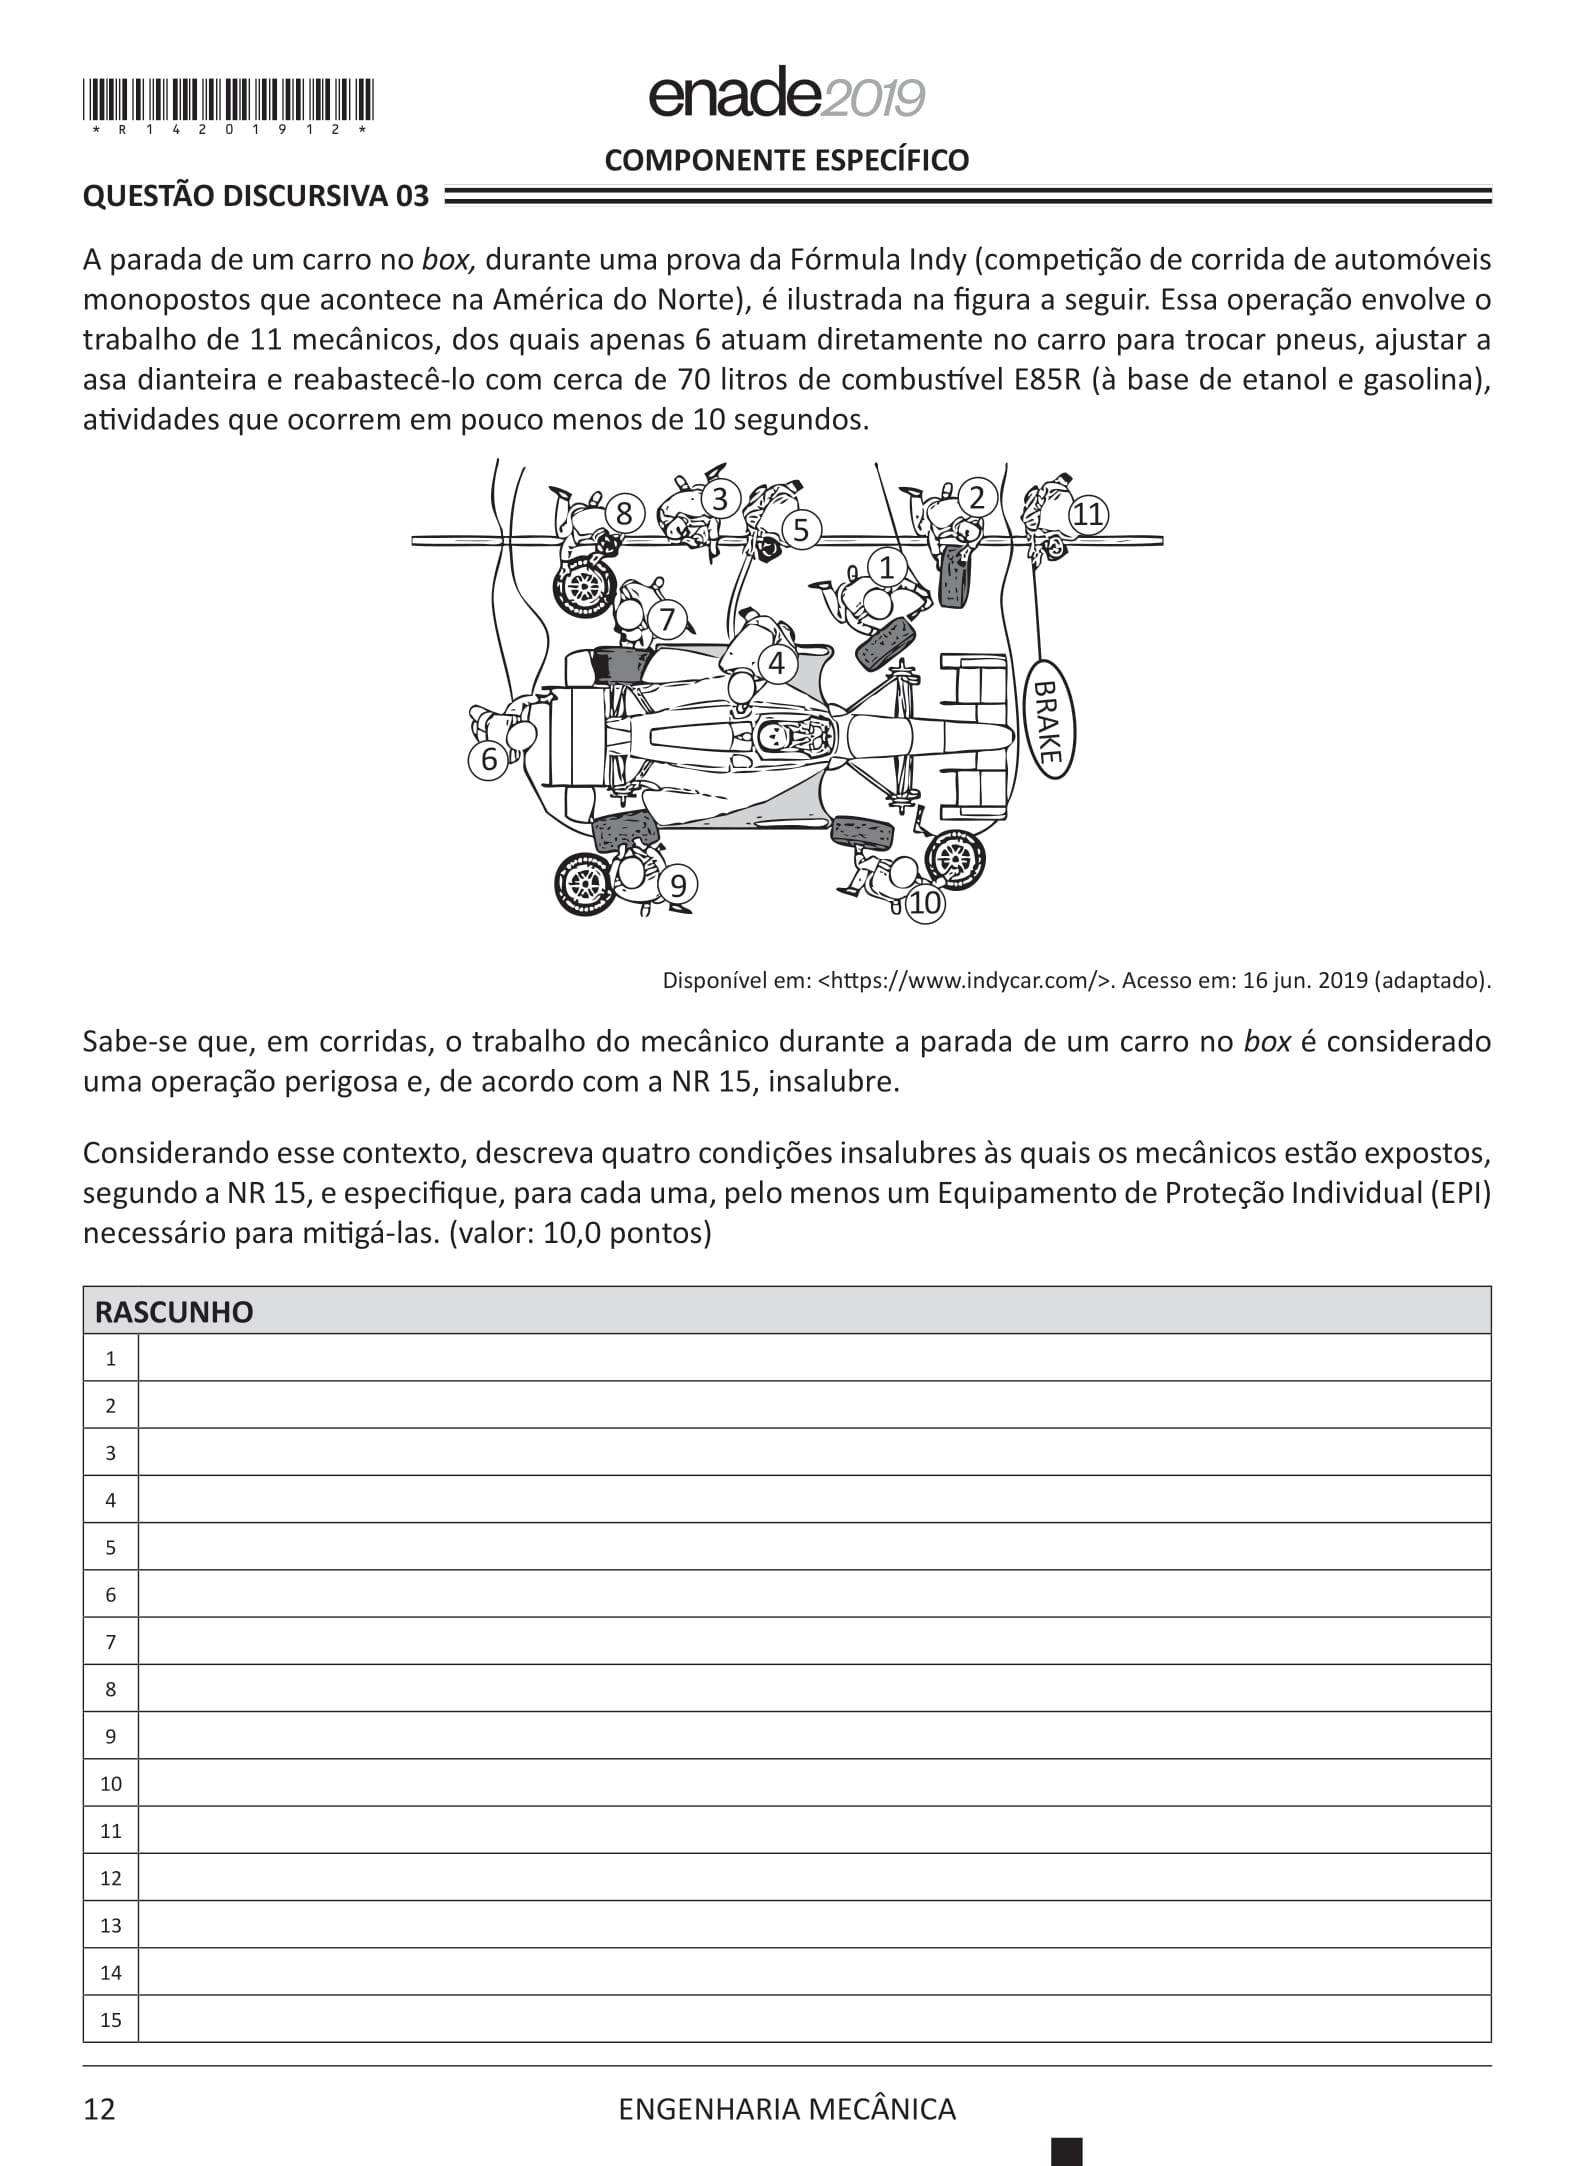 *R14201912*
enade2019
COMPONENTE ESPECÍFICO
QUESTÃO DISCURSIVA 03
A parada de um carro no box, durante uma prova da Fórmula Indy (competição de corrida de automóveis
monopostos que acontece na América do Norte), é ilustrada na figura a seguir. Essa operação envolve o
trabalho de 11 mecânicos, dos quais apenas 6 atuam diretamente no carro para trocar pneus, ajustar a
asa dianteira e reabastecê-lo com cerca de 70 litros de combustível E85R (à base de etanol e gasolina),
atividades que ocorrem em pouco menos de 10 segundos.
8
3
5
2
11
1
7
4
6
BRAKE
9
10
Disponível em: <https://www.indycar.com/>. Acesso em: 16 jun. 2019 (adaptado).
Sabe-se que, em corridas, o trabalho do mecânico durante a parada de um carro no box é considerado
uma operação perigosa e, de acordo com a NR 15, insalubre.
Considerando esse contexto, descreva quatro condições insalubres às quais os mecânicos estão expostos,
segundo a NR 15, e especifique, para cada uma, pelo menos um Equipamento de Proteção Individual (EPI)
necessário para mitigá-las. (valor: 10,0 pontos)
RASCUNHO
1
2
3
4
5
6
7
8
9
10
11
12
13
14
15
12
ENGENHARIA MECÂNICA